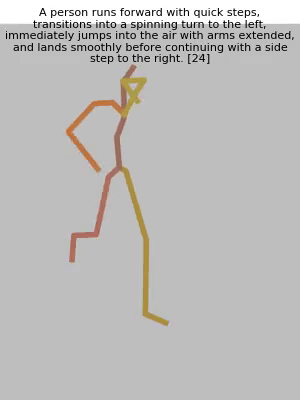 A person runs forward with quick steps,
transitions into a spinning turn to the left,
immediately jumps into the air with arms extended,
and lands smoothly before continuing with a side
step to the right. [24]